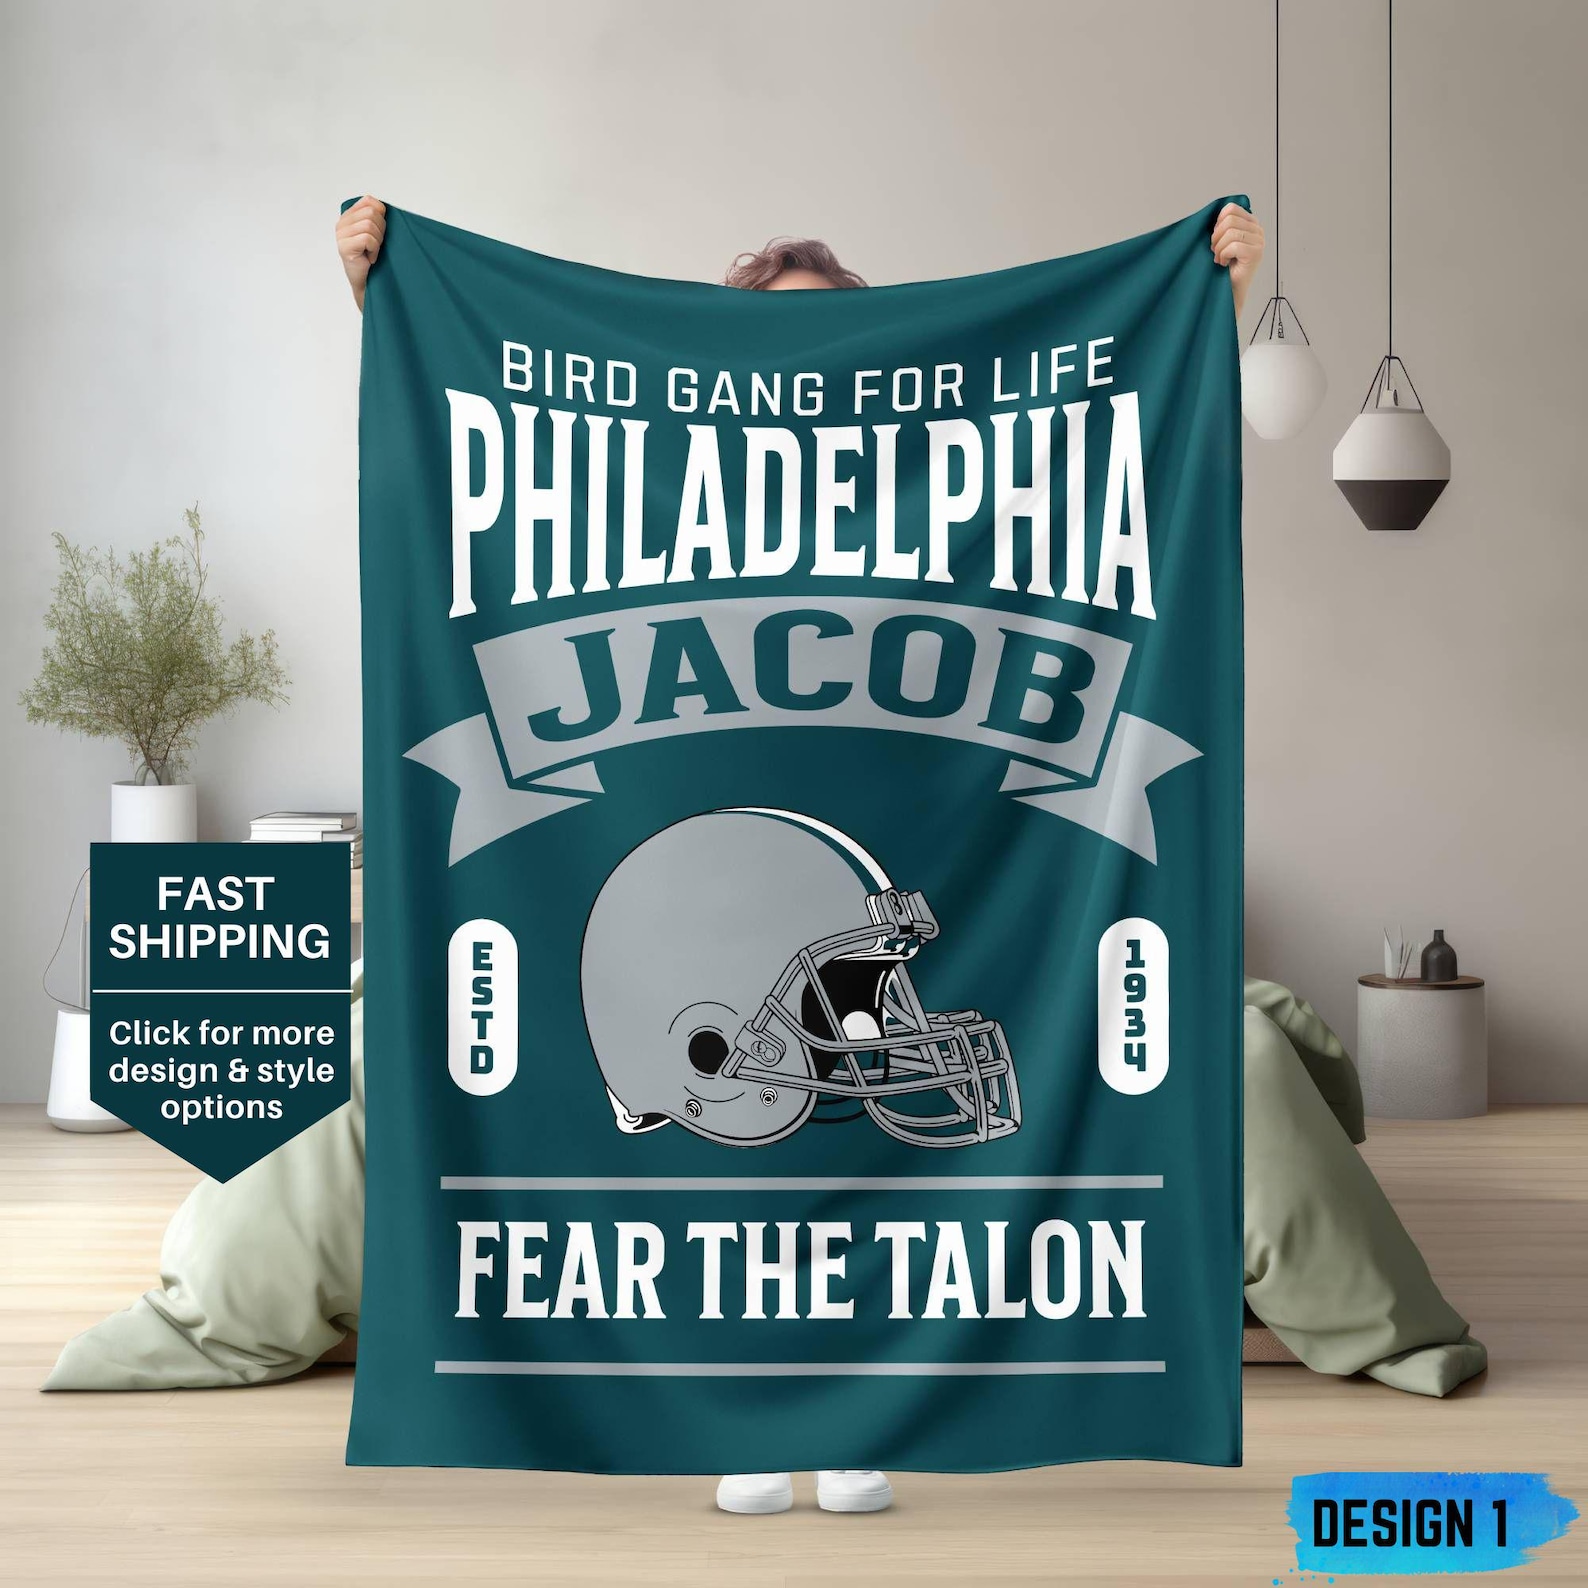 BIRD GANG FOR LIFE
PHILADELPHIA
JACOB
ESTD
1934
FEAR THE TALON
FAST
SHIPPING
Click for more
design & style
options
DESIGN 1